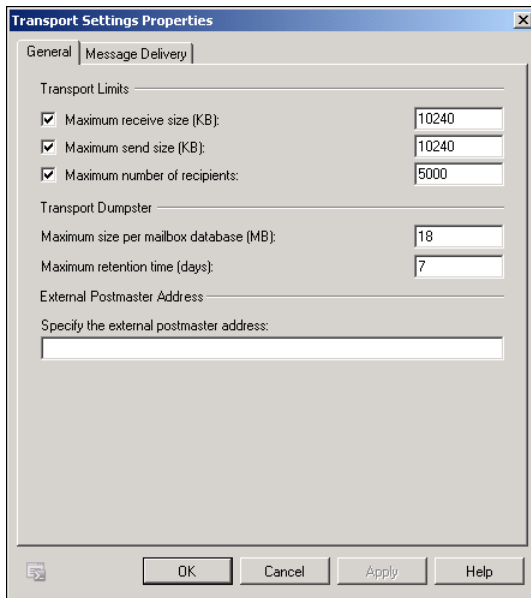 Transport Settings Properties
General Message Delivery
Transport Limits
Maximum receive size (KB): 10240
Maximum send size (KB): 10240
Maximum number of recipients: 5000
Transport Dumpster
Maximum size per mailbox database (MB): 18
Maximum retention time (days): 7
External Postmaster Address
Specify the external postmaster address:
OK Cancel Apply Help